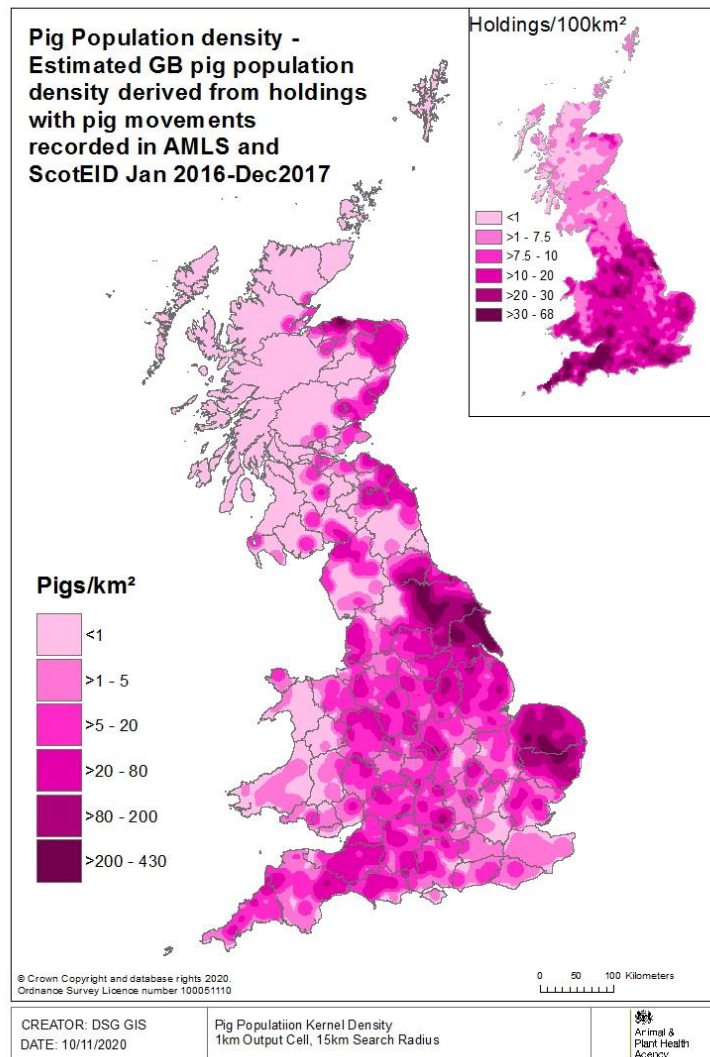 Pig Population density -
Estimated GB pig population
density derived from holdings
with pig movements
recorded in AMLS and
ScotEID Jan 2016-Dec2017
Holdings/100km²
<1
>1 - 7.5
>7.5 - 10
>10 - 20
>20 - 30
>30 - 68
Pigs/km²
<1
>1 - 5
>5 - 20
>20 - 80
>80 - 200
>200 - 430
© Crown Copyright and database rights 2020.
Ordnance Survey Licence number 100051110
0 50 100 Kilometers
CREATOR: DSG GIS
DATE: 10/11/2020
Pig Populatiion Kernel Density
1km Output Cell, 15km Search Radius
Animal &
Plant Health
Agency